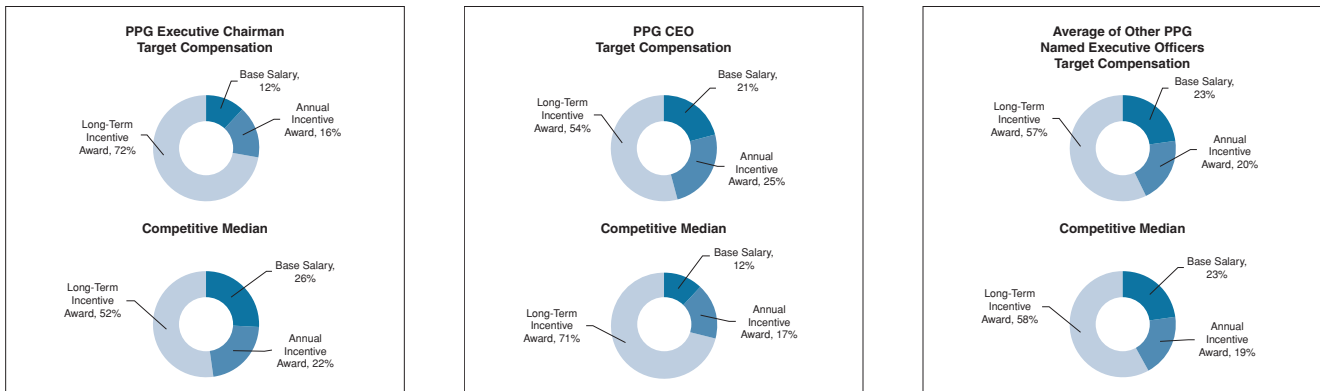 PPG Executive Chairman
Target Compensation
Base Salary,
12%
Annual
Incentive
Award, 16%
Long-Term
Incentive
Award, 72%
Competitive Median
Base Salary,
26%
Annual
Incentive
Award, 22%
Long-Term
Incentive
Award, 52%
PPG CEO
Target Compensation
Base Salary,
21%
Annual
Incentive
Award, 25%
Long-Term
Incentive
Award, 54%
Competitive Median
Base Salary,
12%
Annual
Incentive
Award, 17%
Long-Term
Incentive
Award, 71%
Average of Other PPG
Named Executive Officers
Target Compensation
Base Salary,
23%
Annual
Incentive
Award, 20%
Long-Term
Incentive
Award, 57%
Competitive Median
Base Salary,
23%
Annual
Incentive
Award, 19%
Long-Term
Incentive
Award, 58%